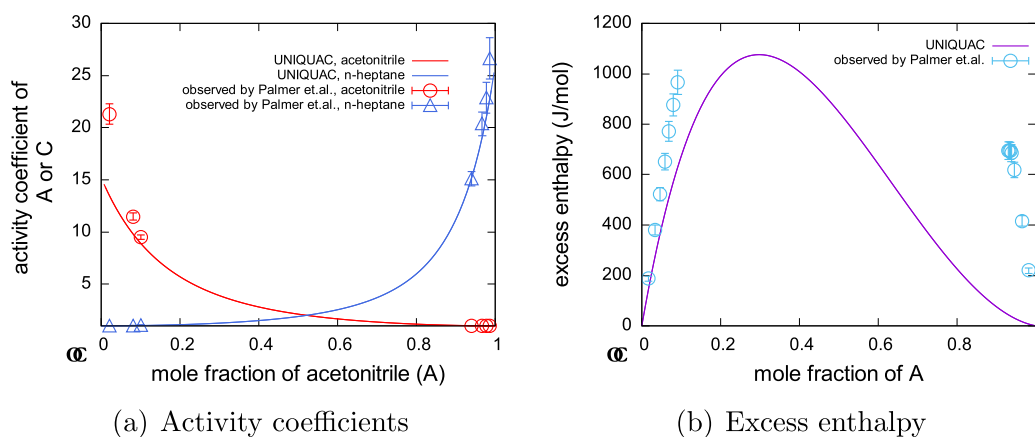 30
25
20
15
10
5
activity coefficient of
A or C
UNIQUAC, acetonitrile
UNIQUAC, n-heptane
observed by Palmer et.al., acetonitrile
observed by Palmer et.al., n-heptane
0 0.2 0.4 0.6 0.8 1
mole fraction of acetonitrile (A)
(a) Activity coefficients
1200
1000
800
600
400
200
0
excess enthalpy (J/mol)
UNIQUAC
observed by Palmer et.al.
0 0.2 0.4 0.6 0.8
mole fraction of A
(b) Excess enthalpy